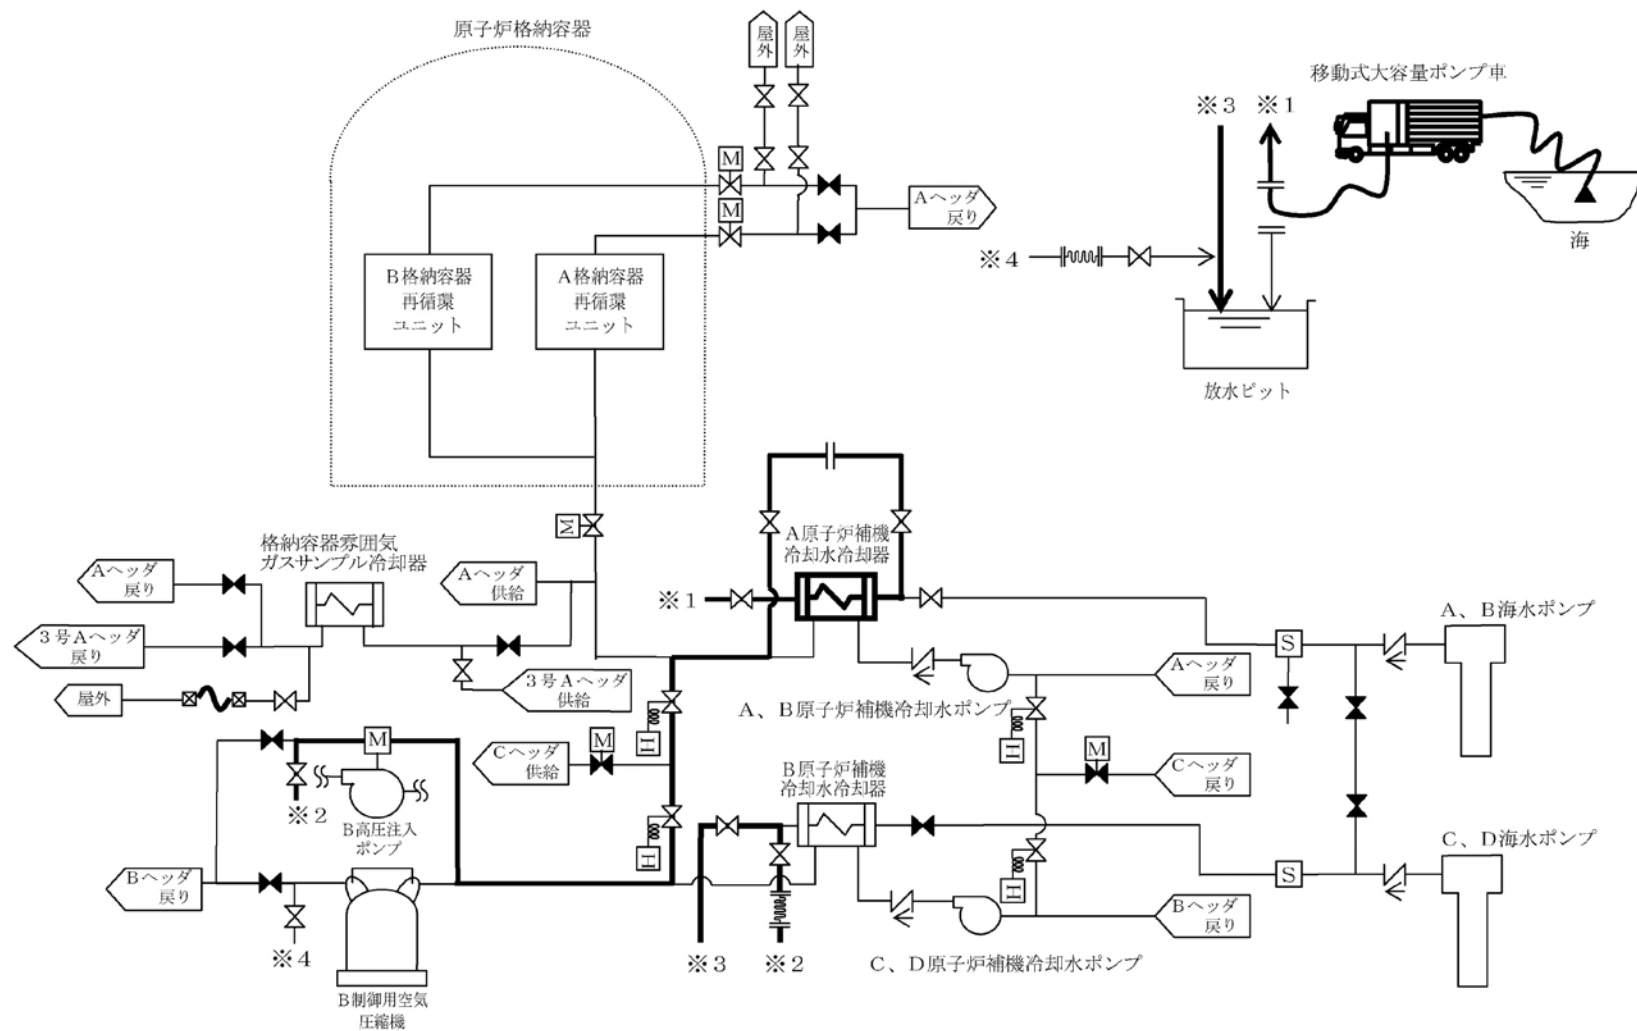 原子炉格納容器
屋外
屋外
移動式大容量ポンプ車
※3
※1
M
M
Aヘッダ
戻り
※4
海
B格納容器
再循環
ユニット
A格納容器
再循環
ユニット
放水ピット
M
A原子炉補機
冷却水冷却器
格納容器雰囲気
ガスサンプル冷却器
Aヘッダ
戻り
Aヘッダ
供給
※1
A、B海水ポンプ
3号Aヘッダ
戻り
S
屋外
3号Aヘッダ
供給
Aヘッダ
戻り
A、B原子炉補機冷却水ポンプ
H
H
M
M
Cヘッダ
供給
M
Cヘッダ
戻り
B原子炉補機
冷却水冷却器
※2
B高圧注入
ポンプ
H
H
C、D海水ポンプ
S
Bヘッダ
戻り
Bヘッダ
戻り
※4
※3
※2
C、D原子炉補機冷却水ポンプ
B制御用空気
圧縮機